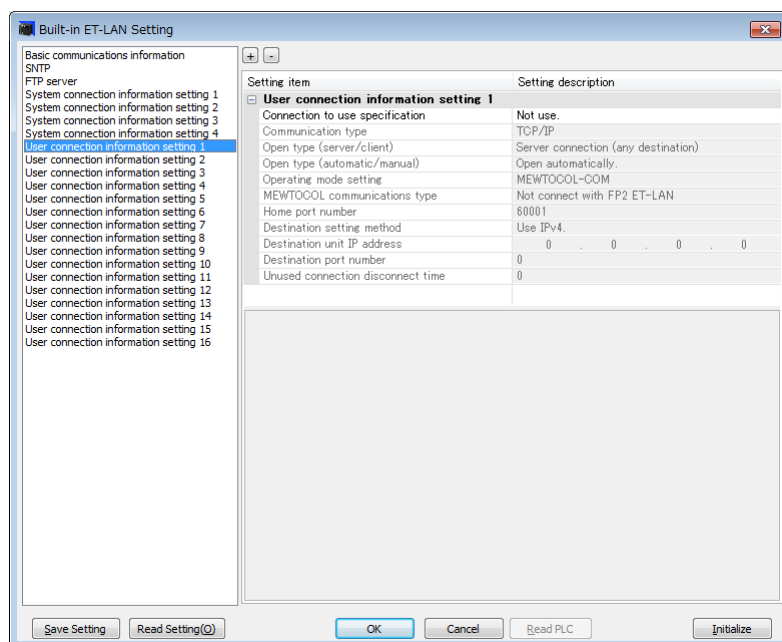 Built-in ET-LAN Setting
Basic communications information
SNTP
FTP server
System connection information setting 1
System connection information setting 2
System connection information setting 3
System connection information setting 4
User connection information setting 1
User connection information setting 2
User connection information setting 3
User connection information setting 4
User connection information setting 5
User connection information setting 6
User connection information setting 7
User connection information setting 8
User connection information setting 9
User connection information setting 10
User connection information setting 11
User connection information setting 12
User connection information setting 13
User connection information setting 14
User connection information setting 15
User connection information setting 16
+ -
Setting item Setting description
User connection information setting 1
Connection to use specification Not use.
Communication type TCP/IP
Open type (server/client) Server connection (any destination)
Open type (automatic/manual) Open automatically.
Operating mode setting MEWTOCOL-COM
MEWTOCOL communications type Not connect with FP2 ET-LAN
Home port number 60001
Destination setting method Use IPv4.
Destination unit IP address 0 . 0 . 0 . 0
Destination port number 0
Unused connection disconnect time 0
Save Setting Read Setting(O) OK Cancel Read PLC Initialize